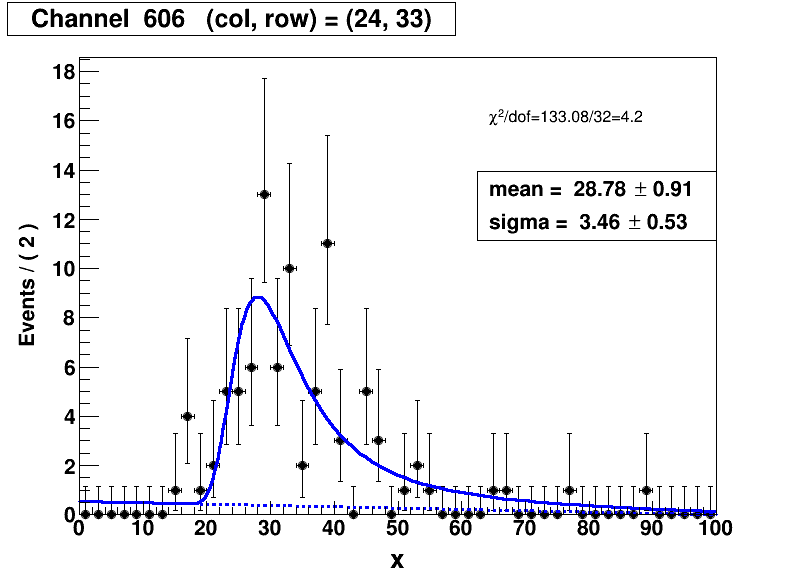 Channel  606   (col, row) = (24, 33)
χ²/dof=133.08/32=4.2
mean =  28.78 ± 0.91
sigma =  3.46 ± 0.53
Events / ( 2 )
18
16
14
12
10
8
6
4
2
0
0 10 20 30 40 50 60 70 80 90 100
x